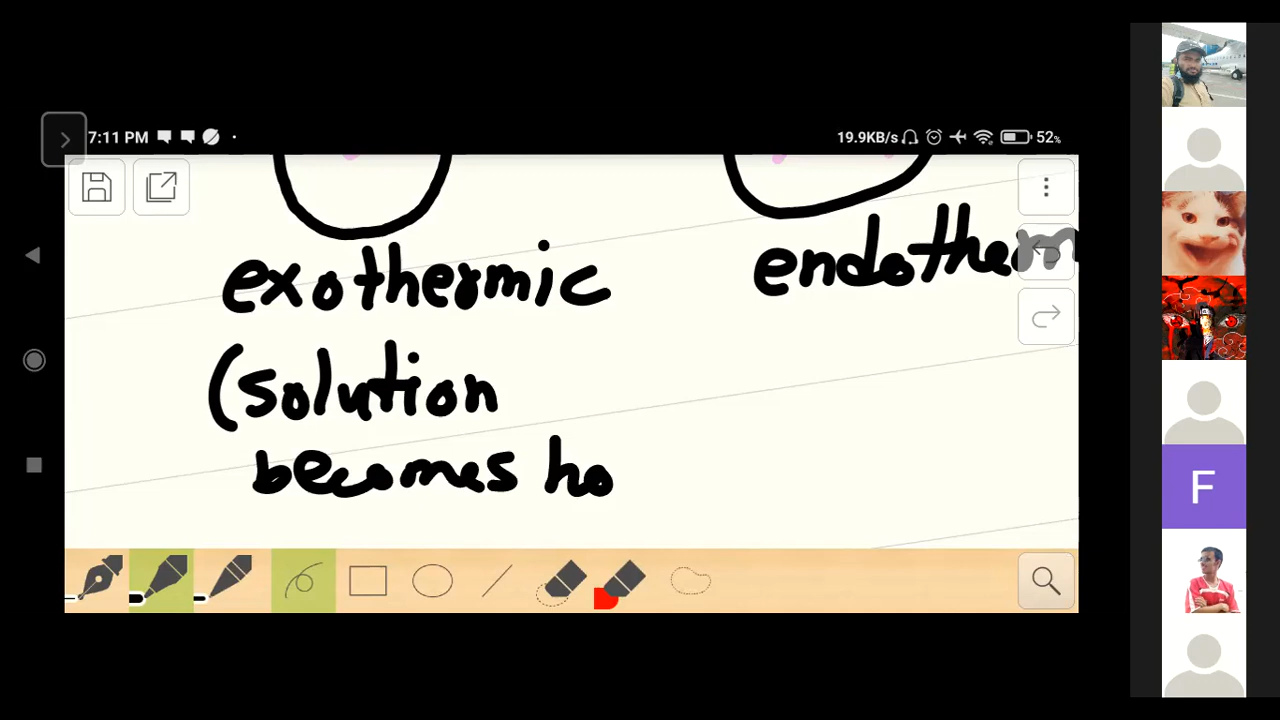 7:11 PM
19.9KB/s 52%
exothermic
endotherm
(solution
becomes ho
F